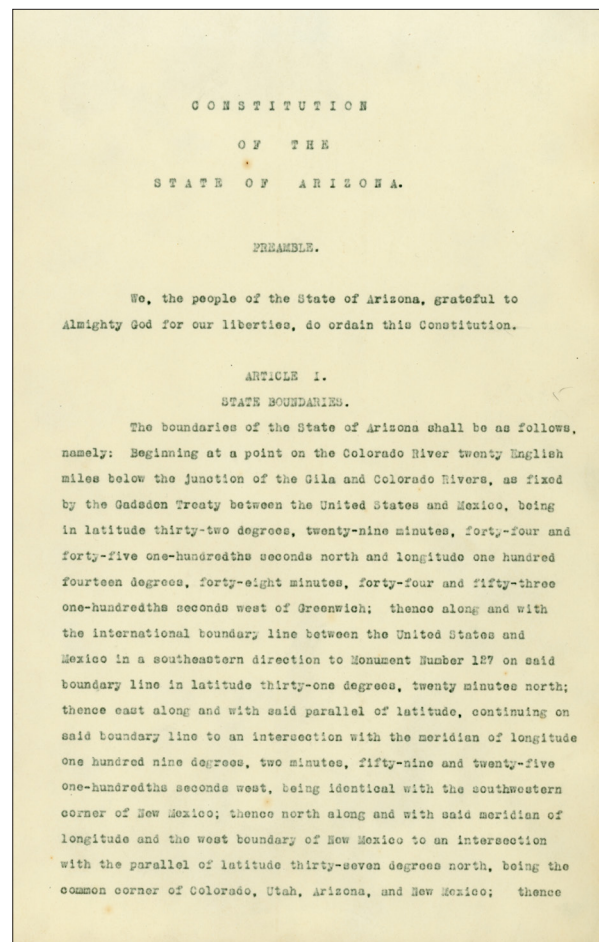 CONSTITUTION
OF THE
STATE OF ARIZONA.
PREAMBLE.
We, the people of the State of Arizona, grateful to
Almighty God for our liberties, do ordain this Constitution.
ARTICLE I.
STATE BOUNDARIES.
The boundaries of the State of Arizona shall be as follows,
namely: Beginning at a point on the Colorado River twenty English
miles below the junction of the Gila and Colorado Rivers, as fixed
by the Gadsden Treaty between the United States and Mexico, being
in latitude thirty-two degrees, twenty-nine minutes, forty-four and
forty-five one-hundredths seconds north and longitude one hundred
fourteen degrees, forty-eight minutes, forty-four and fifty-three
one-hundredths seconds west of Greenwich; thence along and with
the international boundary line between the United States and
Mexico in a southeastern direction to Monument Number 127 on said
boundary line in latitude thirty-one degrees, twenty minutes north;
thence east along and with said parallel of latitude, continuing on
said boundary line to an intersection with the meridian of longitude
one hundred nine degrees, two minutes, fifty-nine and twenty-five
one-hundredths seconds west, being identical with the southwestern
corner of New Mexico; thence north along and with said meridian of
longitude and the west boundary of New Mexico to an intersection
with the parallel of latitude thirty-seven degrees north, being the
common corner of Colorado, Utah, Arizona, and New Mexico; thence